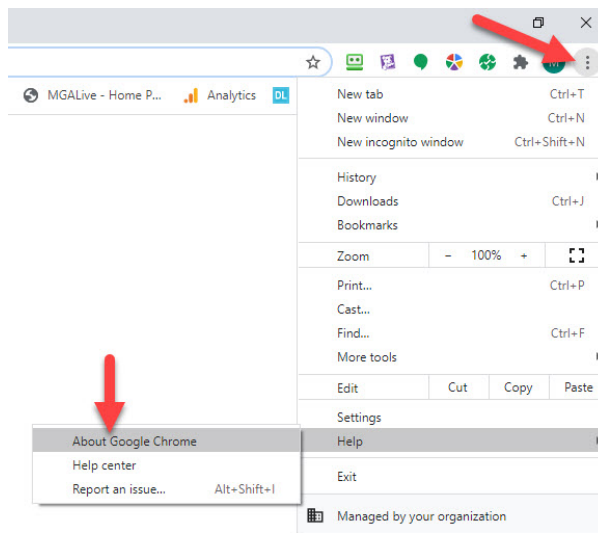 MGALive - Home P... Analytics DL
New tab Ctrl+T
New window Ctrl+N
New incognito window Ctrl+Shift+N
History
Downloads Ctrl+J
Bookmarks
Zoom - 100% +
Print... Ctrl+P
Cast...
Find... Ctrl+F
More tools
Edit Cut Copy Paste
Settings
About Google Chrome Help
Help center
Report an issue... Alt+Shift+I
Exit
Managed by your organization